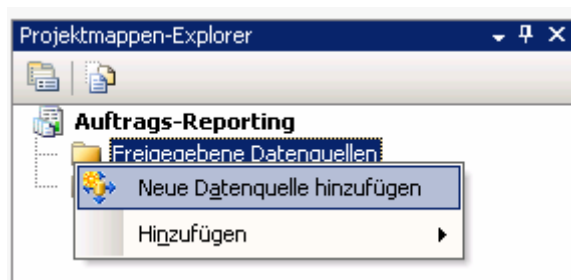 Projektmappen-Explorer
Auftrags-Reporting
Freigegebene Datenquellen
Neue Datenquelle hinzufügen
Hinzufügen